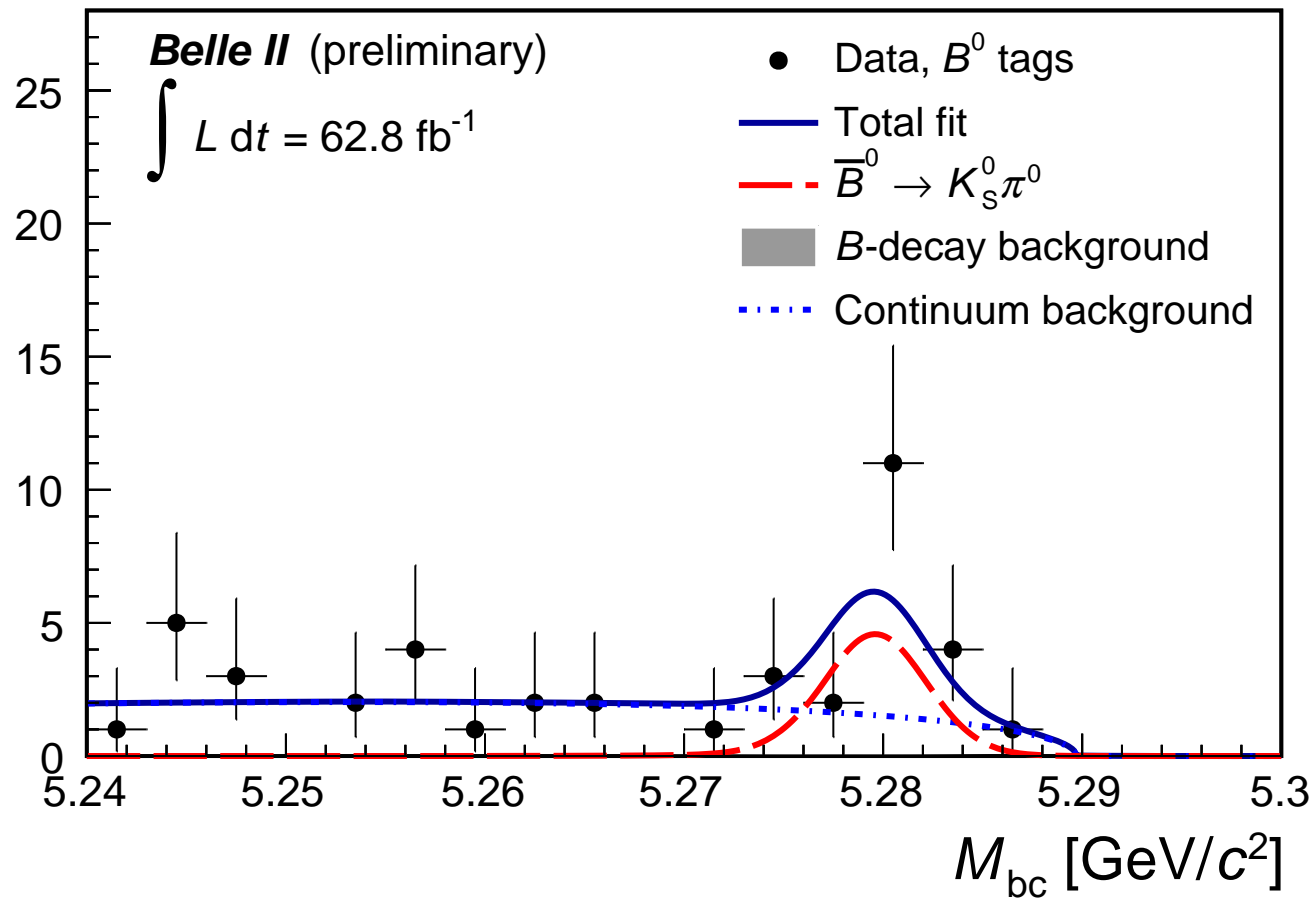 Belle II (preliminary)
∫ L dt = 62.8 fb⁻¹
Data, B⁰ tags
Total fit
B̅⁰ → K_S⁰π⁰
B-decay background
Continuum background
25
20
15
10
5
0
5.24 5.25 5.26 5.27 5.28 5.29 5.3
M_bc [GeV/c²]